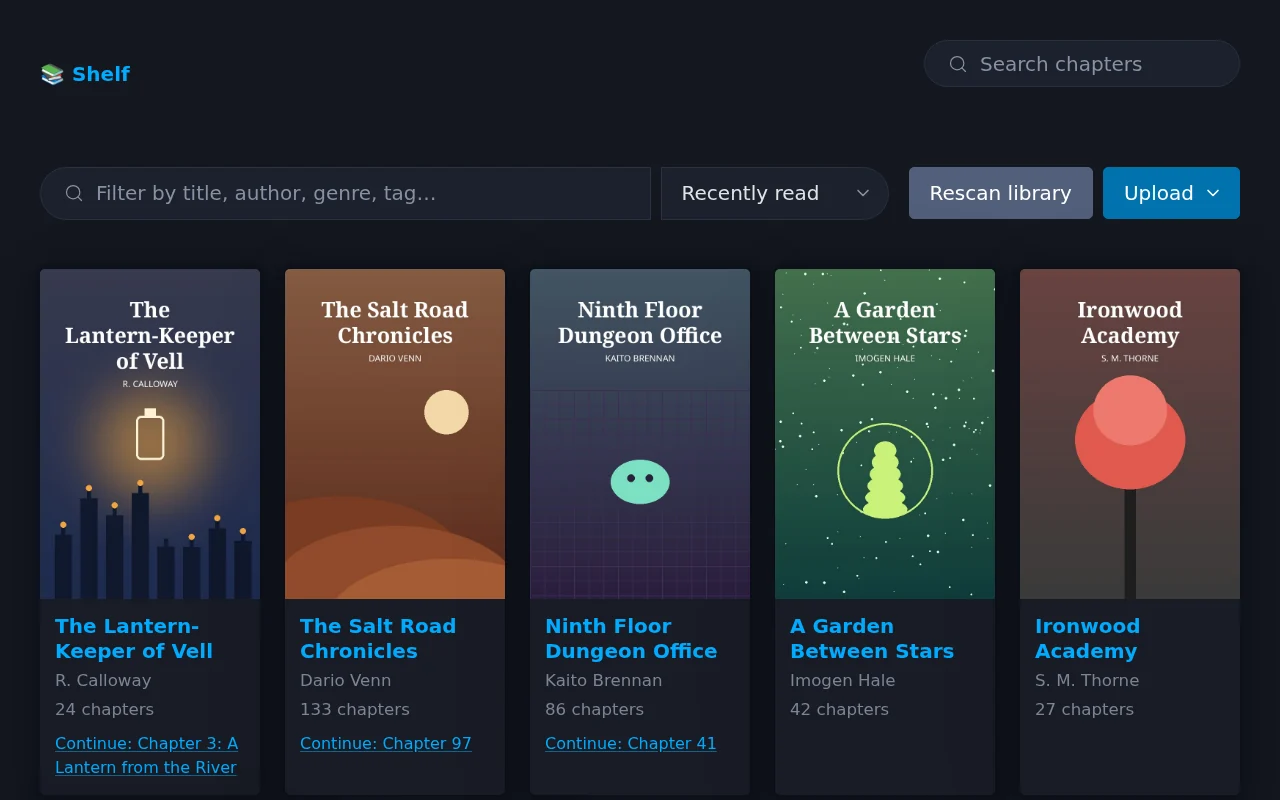 Shelf
Search chapters
Filter by title, author, genre, tag...
Recently read
Rescan library
Upload
The
Lantern-Keeper
of Vell
R. CALLOWAY
The Salt Road
Chronicles
DARIO VENN
Ninth Floor
Dungeon Office
KAITO BRENNAN
A Garden
Between Stars
IMOGEN HALE
Ironwood
Academy
S. M. THORNE
The Lantern-
Keeper of Vell
R. Calloway
24 chapters
Continue: Chapter 3: A
Lantern from the River
The Salt Road
Chronicles
Dario Venn
133 chapters
Continue: Chapter 97
Ninth Floor
Dungeon Office
Kaito Brennan
86 chapters
Continue: Chapter 41
A Garden
Between Stars
Imogen Hale
42 chapters
Ironwood
Academy
S. M. Thorne
27 chapters